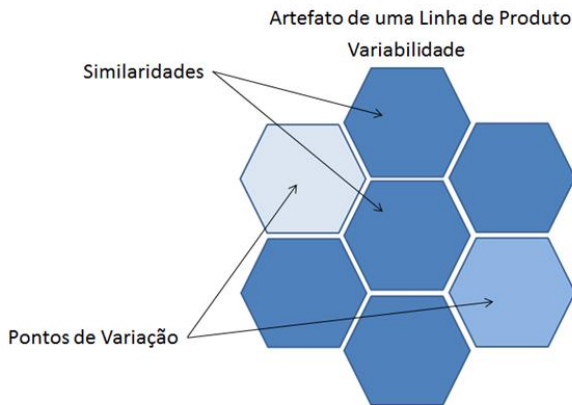 Artefato de uma Linha de Produto
Variabilidade
Similaridades
Pontos de Variação